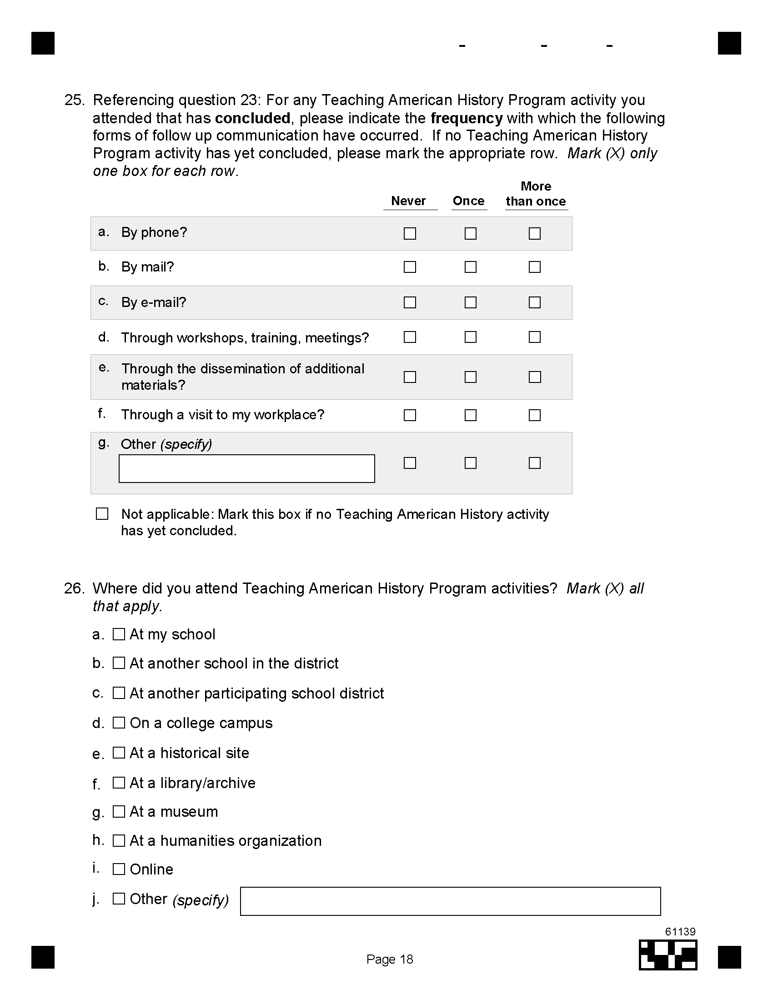 - - -
25. Referencing question 23: For any Teaching American History Program activity you
attended that has concluded, please indicate the frequency with which the following
forms of follow up communication have occurred. If no Teaching American History
Program activity has yet concluded, please mark the appropriate row. Mark (X) only
one box for each row.
Never Once More than once
a. By phone?
b. By mail?
c. By e-mail?
d. Through workshops, training, meetings?
e. Through the dissemination of additional
materials?
f. Through a visit to my workplace?
g. Other (specify)
Not applicable: Mark this box if no Teaching American History activity
has yet concluded.
26. Where did you attend Teaching American History Program activities? Mark (X) all
that apply.
a. At my school
b. At another school in the district
c. At another participating school district
d. On a college campus
e. At a historical site
f. At a library/archive
g. At a museum
h. At a humanities organization
i. Online
j. Other (specify)
61139
Page 18